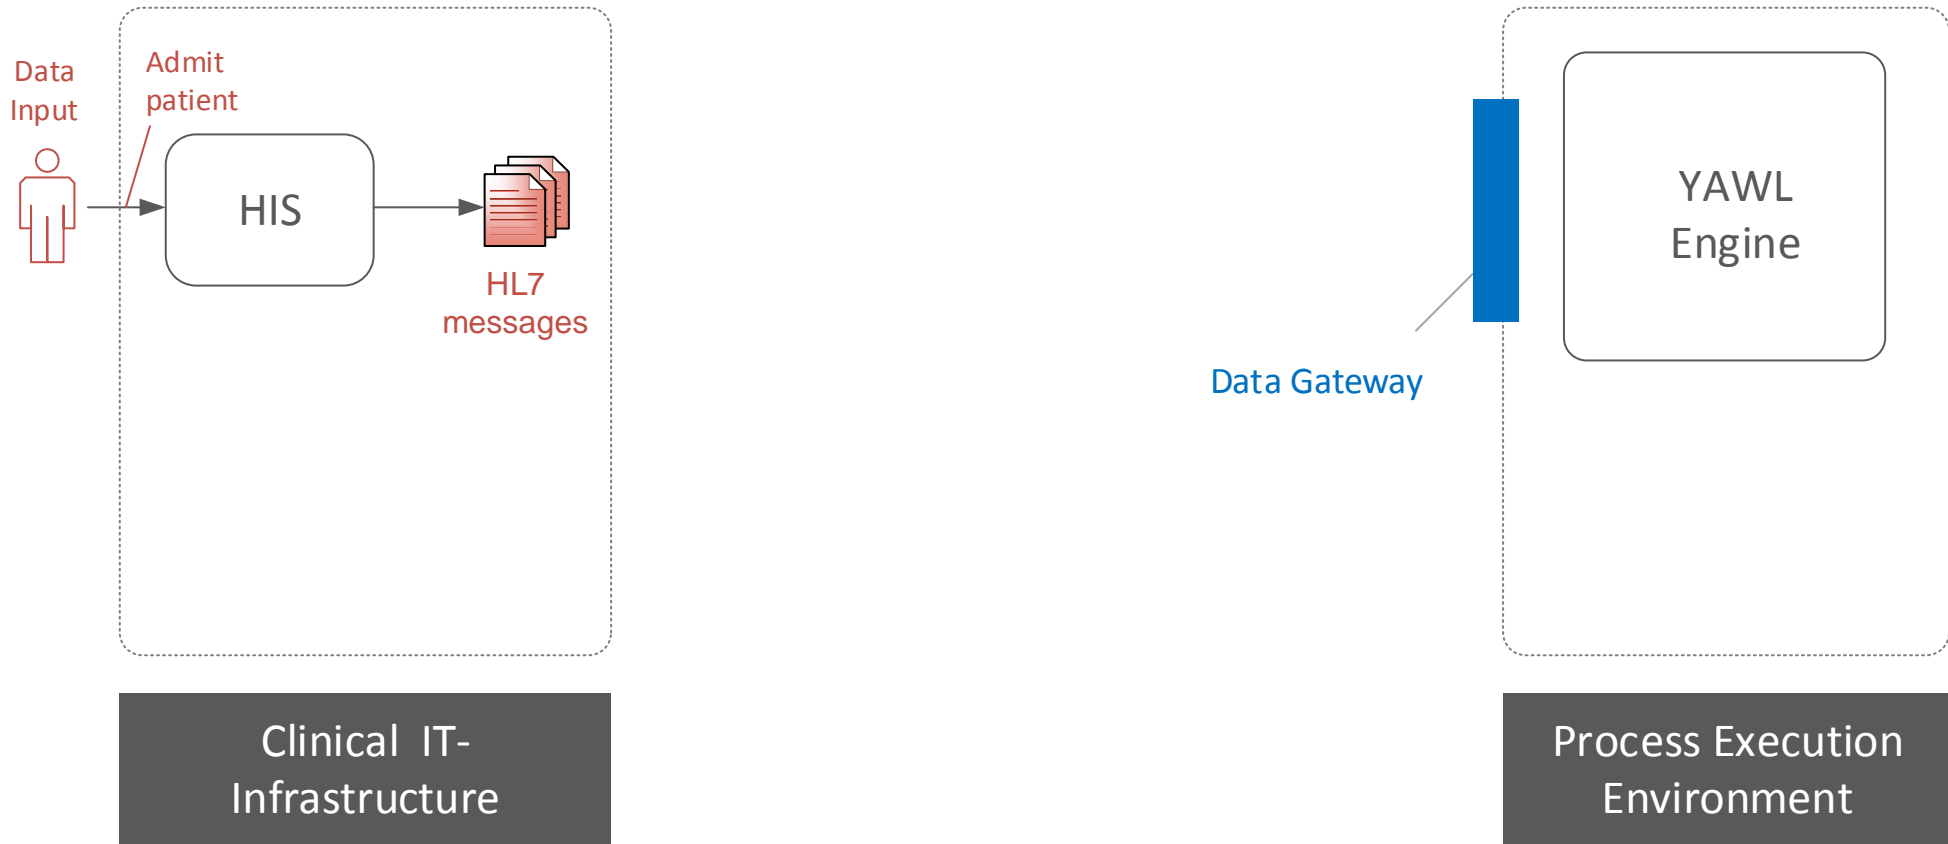 Data
Input
Admit
patient
HIS
HL7
messages
Clinical IT-
Infrastructure
Data Gateway
YAWL
Engine
Process Execution
Environment